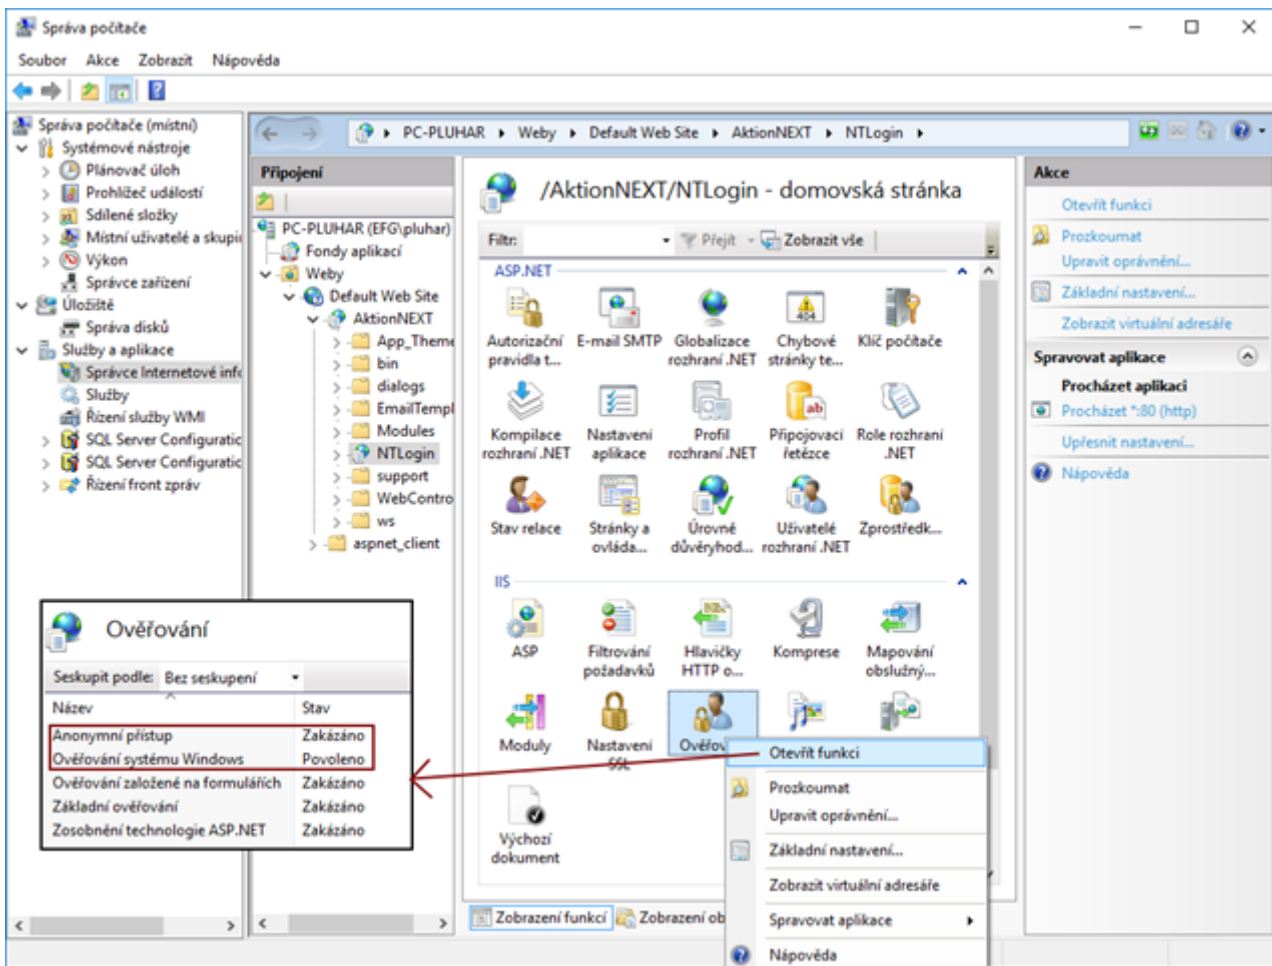 Správa počítače
Soubor Akce Zobrazit Nápověda
Správa počítače (místní)
Systémové nástroje
Plánovač úloh
Prohlížeč událostí
Sdílené složky
Místní uživatelé a skupin
Výkon
Správce zařízení
Úložiště
Správa disků
Služby a aplikace
Správce Internetové info
Služby
Řízení služby WMI
SQL Server Configuratic
SQL Server Configuratic
Řízení front zpráv
PC-PLUHAR Weby Default Web Site AktionNEXT NTLogin
Připojení
PC-PLUHAR (EFG\pluhar)
Fondy aplikací
Weby
Default Web Site
AktionNEXT
App_Theme
bin
dialogs
EmailTempl
Modules
NTLogin
support
WebContro
ws
aspnet_client
/AktionNEXT/NTLogin - domovská stránka
Filtr: Přejít Zobrazit vše
ASP.NET
Autorizační pravidla t...
E-mail SMTP
Globalizace rozhraní .NET
Chybové stránky te...
404
Klíč počítače
Kompilace rozhraní .NET
Nastavení aplikace
Profil rozhraní .NET
ab
Připojovací řetězce
Role rozhraní .NET
Stav relace
Stránky a ovláda...
Úrovně důvěryhod...
Uživatelé rozhraní .NET
Zprostředk...
IIS
ASP
Filtrování požadavků
Hlavičky HTTP o...
Komprese
Mapování obslužný...
Moduly
Nastavení SSL
Ověřov
Výchozí dokument
Zobrazení funkcí Zobrazení ob
Otevřít funkci
Prozkoumat
Upravit oprávnění...
Základní nastavení...
Zobrazit virtuální adresáře
Spravovat aplikace
Nápověda
Akce
Otevřít funkci
Prozkoumat
Upravit oprávnění...
Základní nastavení...
Zobrazit virtuální adresáře
Spravovat aplikace
Procházet aplikaci
Procházet *:80 (http)
Upřesnit nastavení...
Nápověda
Ověřování
Seskupit podle: Bez seskupení
Název Stav
Anonymní přístup Zakázáno
Ověřování systému Windows Povoleno
Ověřování založené na formulářích Zakázáno
Základní ověřování Zakázáno
Zosobnění technologie ASP.NET Zakázáno